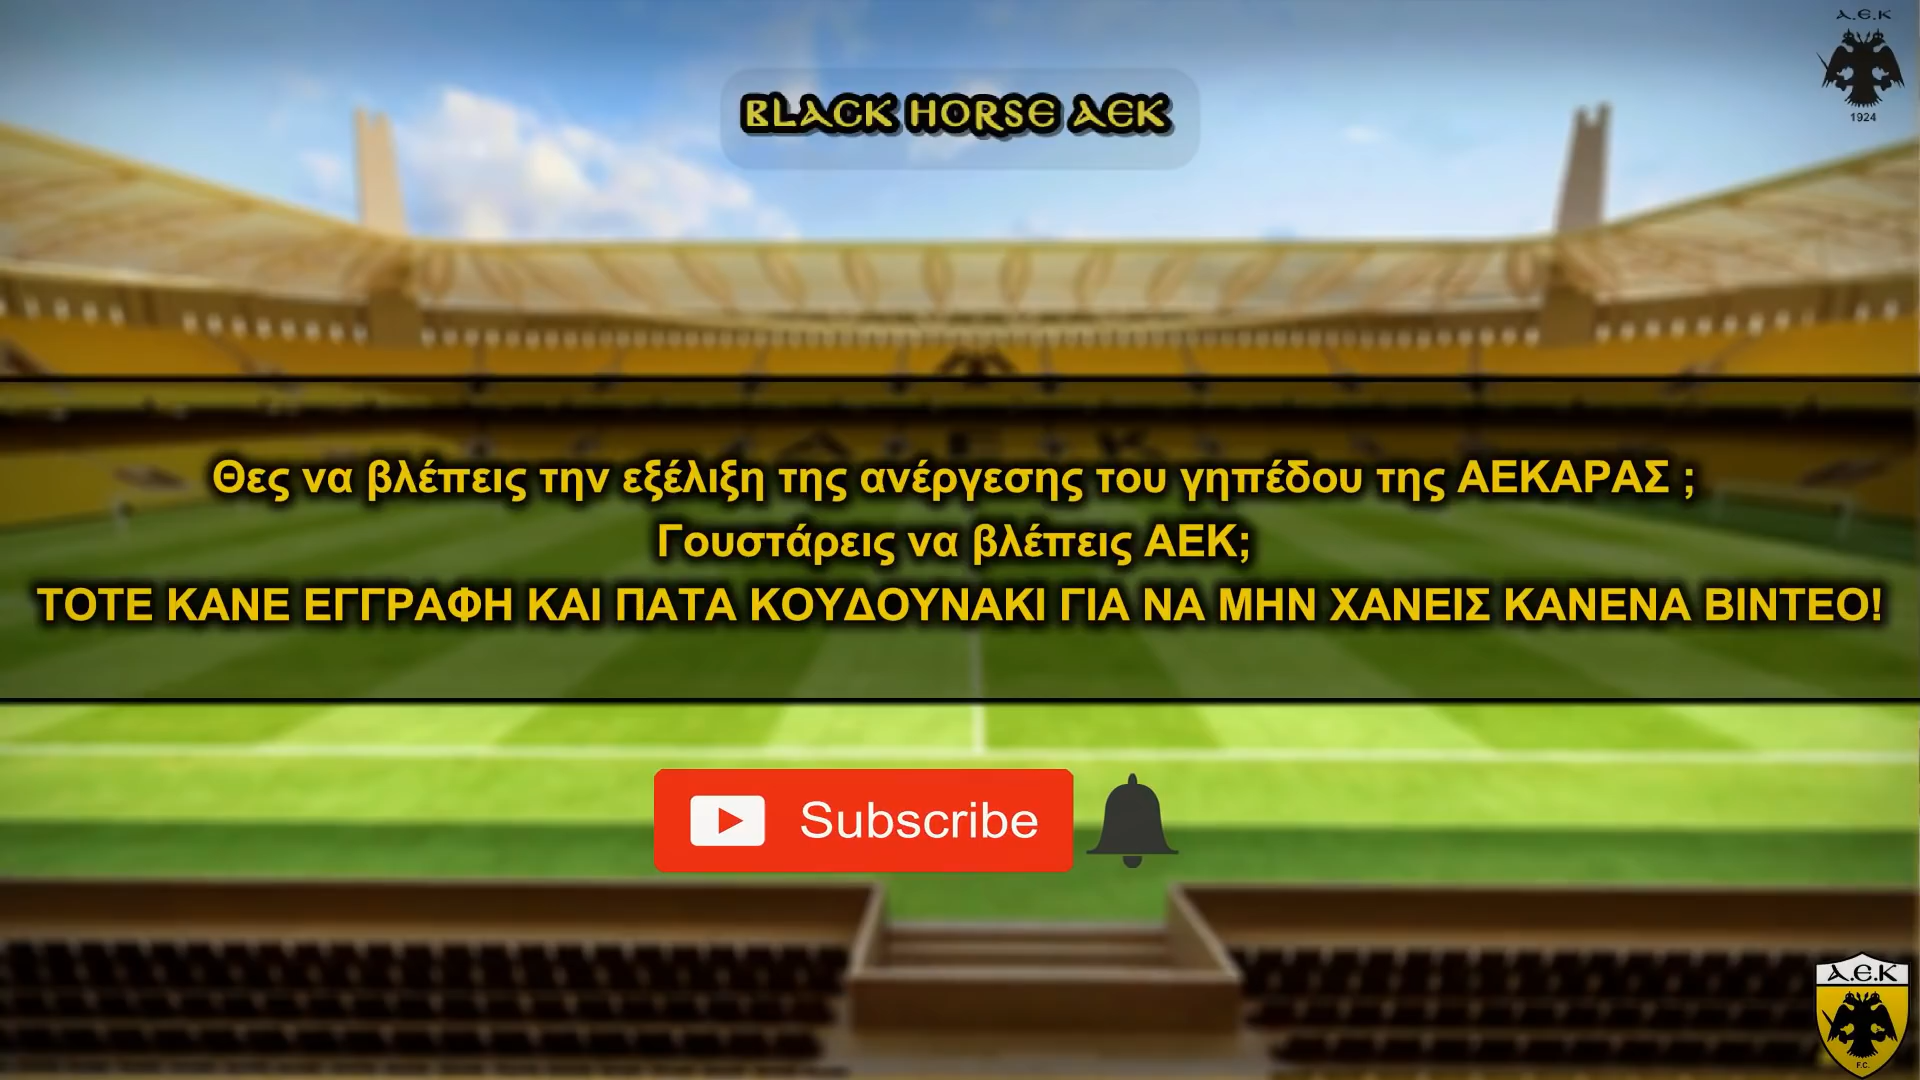 Α.Ε.Κ
1924
BLACK HORSE AEK
Θες να βλέπεις την εξέλιξη της ανέργεσης του γηπέδου της ΑΕΚΑΡΑΣ ;
Γουστάρεις να βλέπεις ΑΕΚ;
ΤΟΤΕ ΚΑΝΕ ΕΓΓΡΑΦΗ ΚΑΙ ΠΑΤΑ ΚΟΥΔΟΥΝΑΚΙ ΓΙΑ ΝΑ ΜΗΝ ΧΑΝΕΙΣ ΚΑΝΕΝΑ ΒΙΝΤΕΟ!
Subscribe
Α.Ε.Κ
F.C.